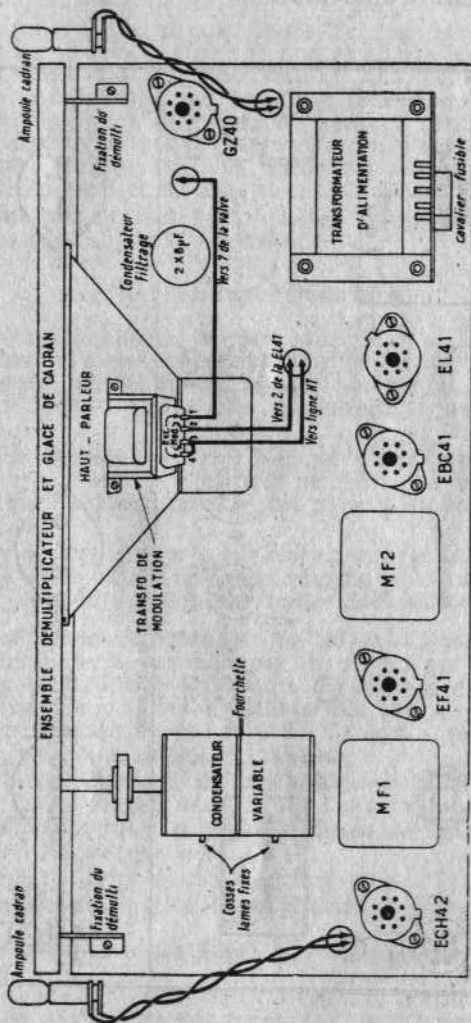 Ampoule cadran
Ampoule cadran
ENSEMBLE DEMULTIPLICATEUR ET GLACE DE CADRAN
Fixation du
démulti
Fixation du
démulti
HAUT - PARLEUR
TRANSFO DE
MODULATION
Condensateur
Filtrage
2 X 8µF
GZ40
Vers 7 de la valve
Vers 2 de la EL41
Vers ligne HT
CONDENSATEUR
VARIABLE
Fourchette
Cosses
lames fixes
TRANSFORMATEUR
D'ALIMENTATION
cavalier fusible
ECH42
MF1
EF41
MF2
EBC41
EL41